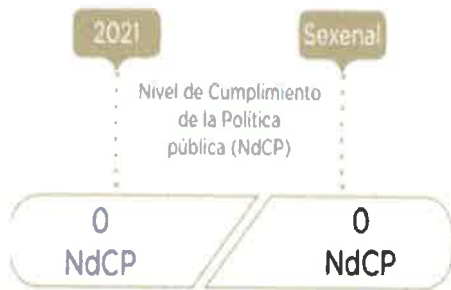 2021
Sexenal
Nivel de Cumplimiento
de la Política
pública (NdCP)
0
NdCP
0
NdCP